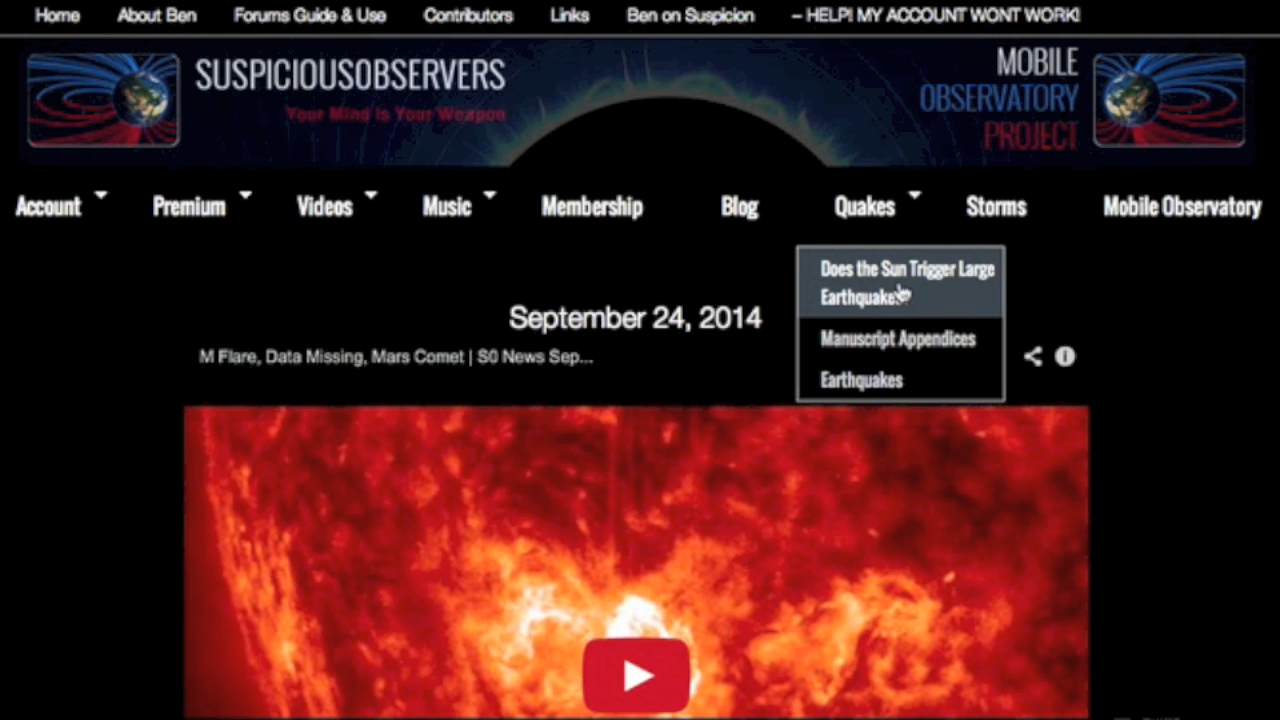 Home About Ben Forums Guide & Use Contributors Links Ben on Suspicion – HELP! MY ACCOUNT WONT WORK!
SUSPICIOUSOBSERVERS
Your Mind Is Your Weapon
MOBILE
OBSERVATORY
PROJECT
Account Premium Videos Music Membership Blog Quakes Storms Mobile Observatory
Does the Sun Trigger Large
Earthquakes
Manuscript Appendices
Earthquakes
September 24, 2014
M Flare, Data Missing, Mars Comet | S0 News Sep...